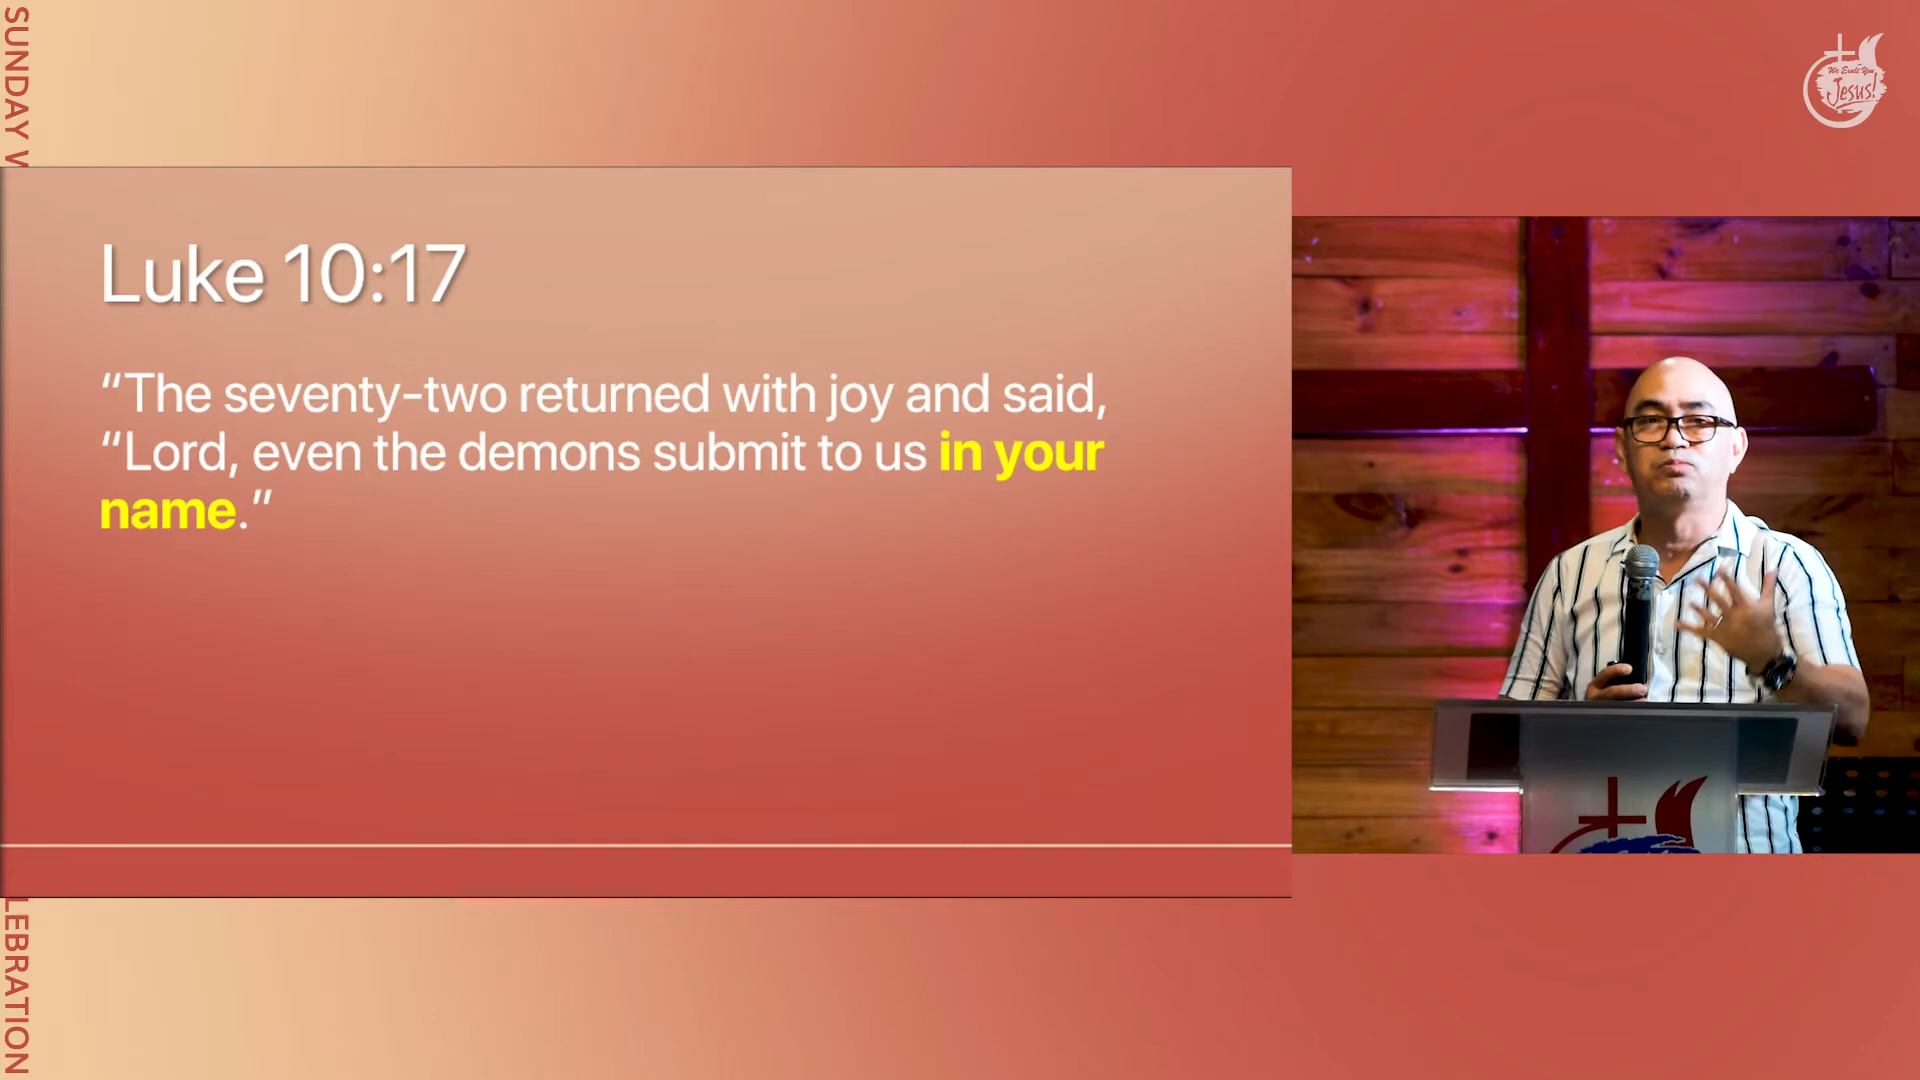 SUNDAY W
LEBRATION
We Exalt You
Jesus!
Luke 10:17
“The seventy-two returned with joy and said,
“Lord, even the demons submit to us in your
name.”